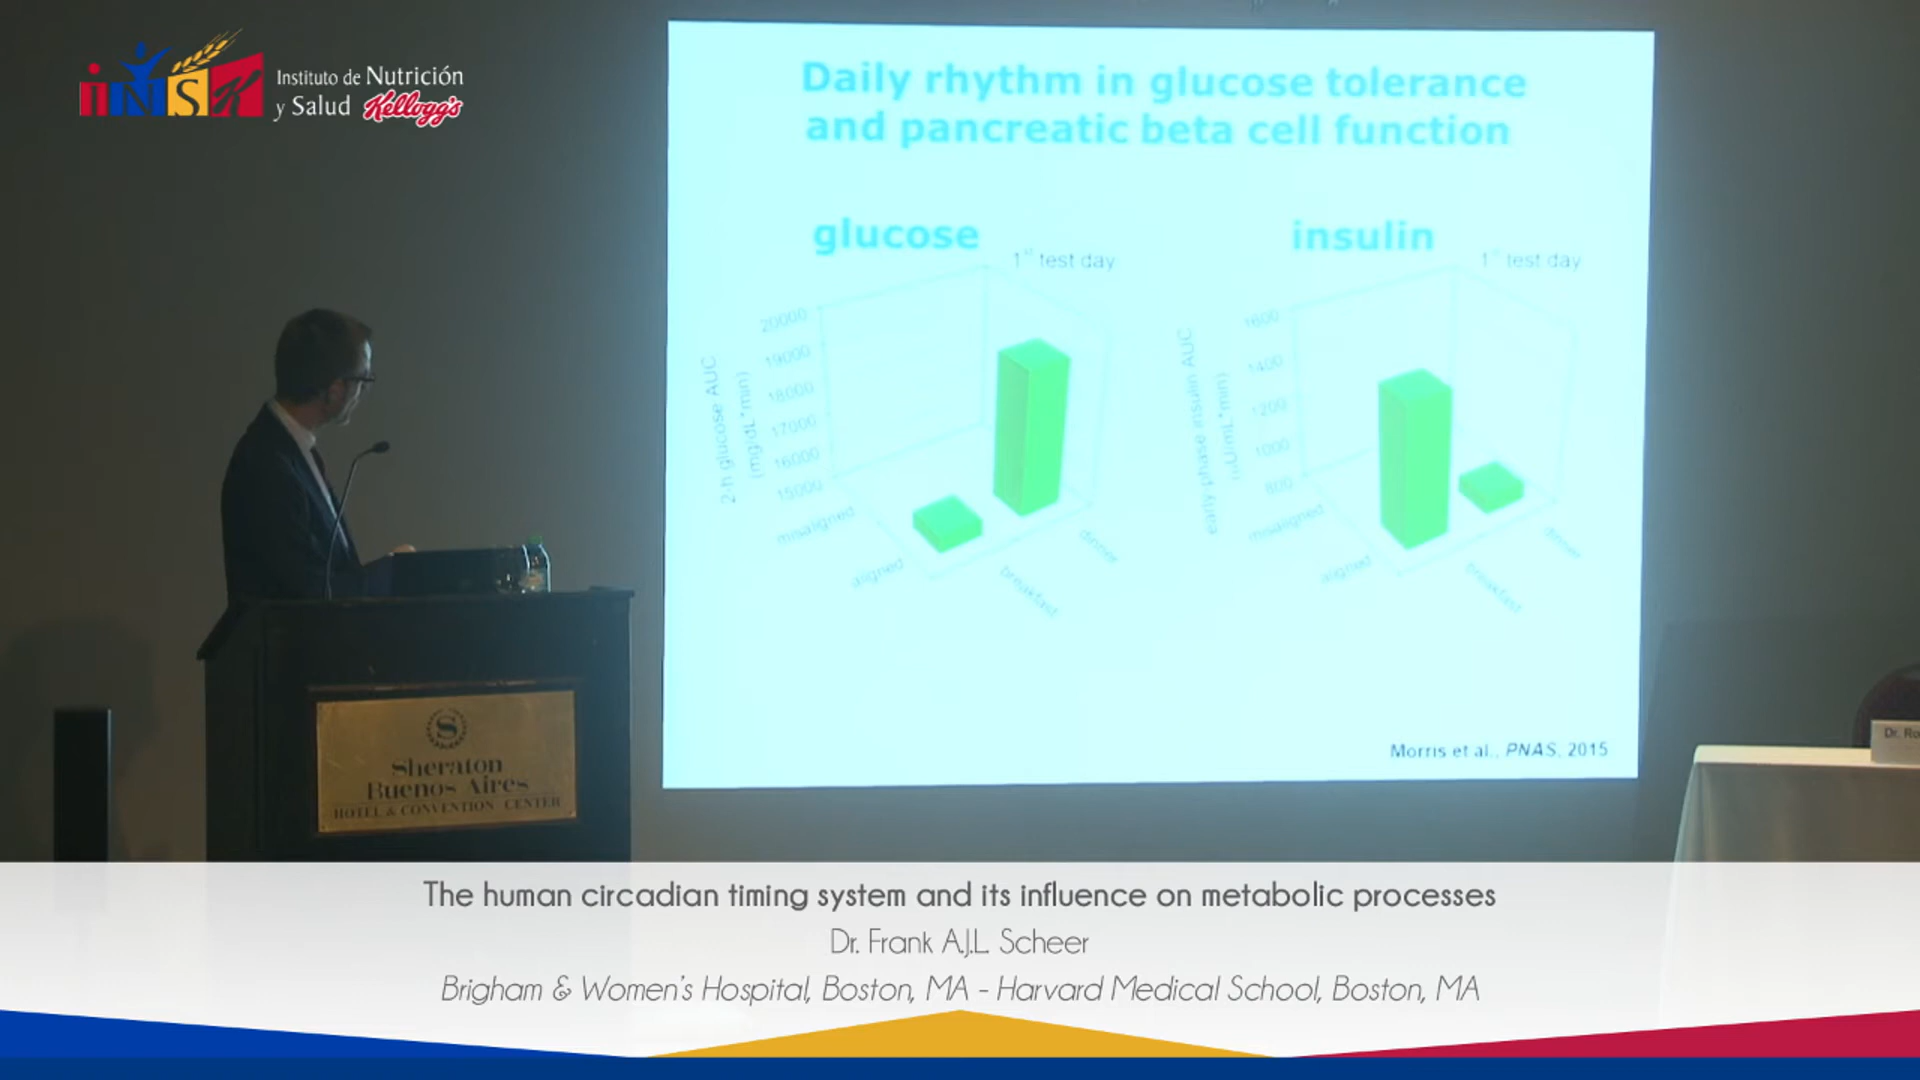 iNSK
Instituto de Nutrición
y Salud Kellogg's
Daily rhythm in glucose tolerance
and pancreatic beta cell function
glucose
1st test day
2-h glucose AUC
(mg/dL*min)
20000
19000
18000
17000
16000
15000
misaligned
aligned
breakfast
dinner
insulin
1st test day
early-phase insulin AUC
(uU/mL*min)
1600
1400
1200
1000
800
misaligned
aligned
breakfast
dinner
Morris et al., PNAS, 2015
S
Sheraton
Buenos Aires
HOTEL & CONVENTION CENTER
Dr. Ro
The human circadian timing system and its influence on metabolic processes
Dr. Frank A.J.L. Scheer
Brigham & Women's Hospital, Boston, MA - Harvard Medical School, Boston, MA